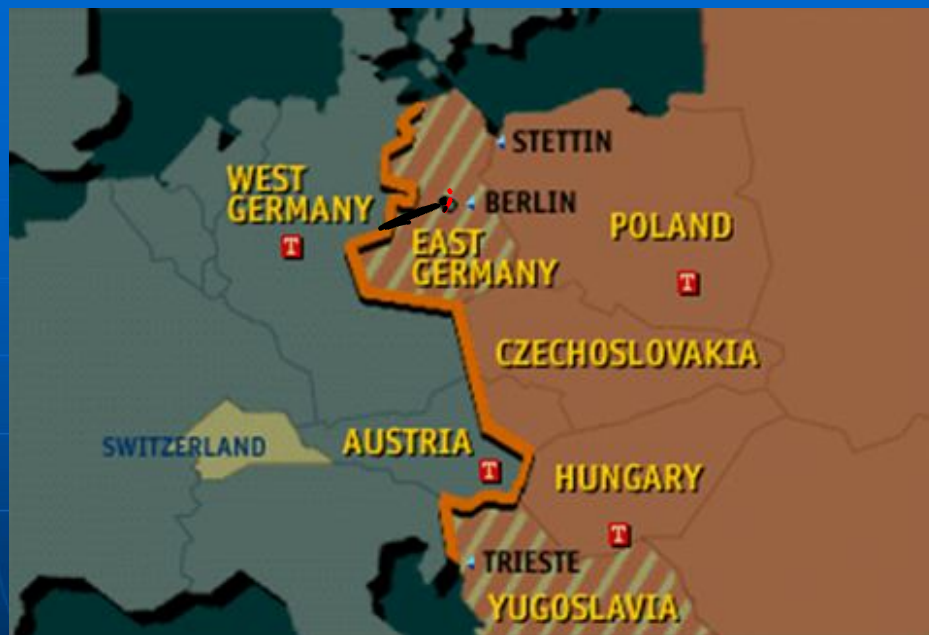 STETTIN
WEST
GERMANY
BERLIN
POLAND
T
EAST
GERMANY
T
CZECHOSLOVAKIA
SWITZERLAND
AUSTRIA
T
HUNGARY
T
TRIESTE
YUGOSLAVIA